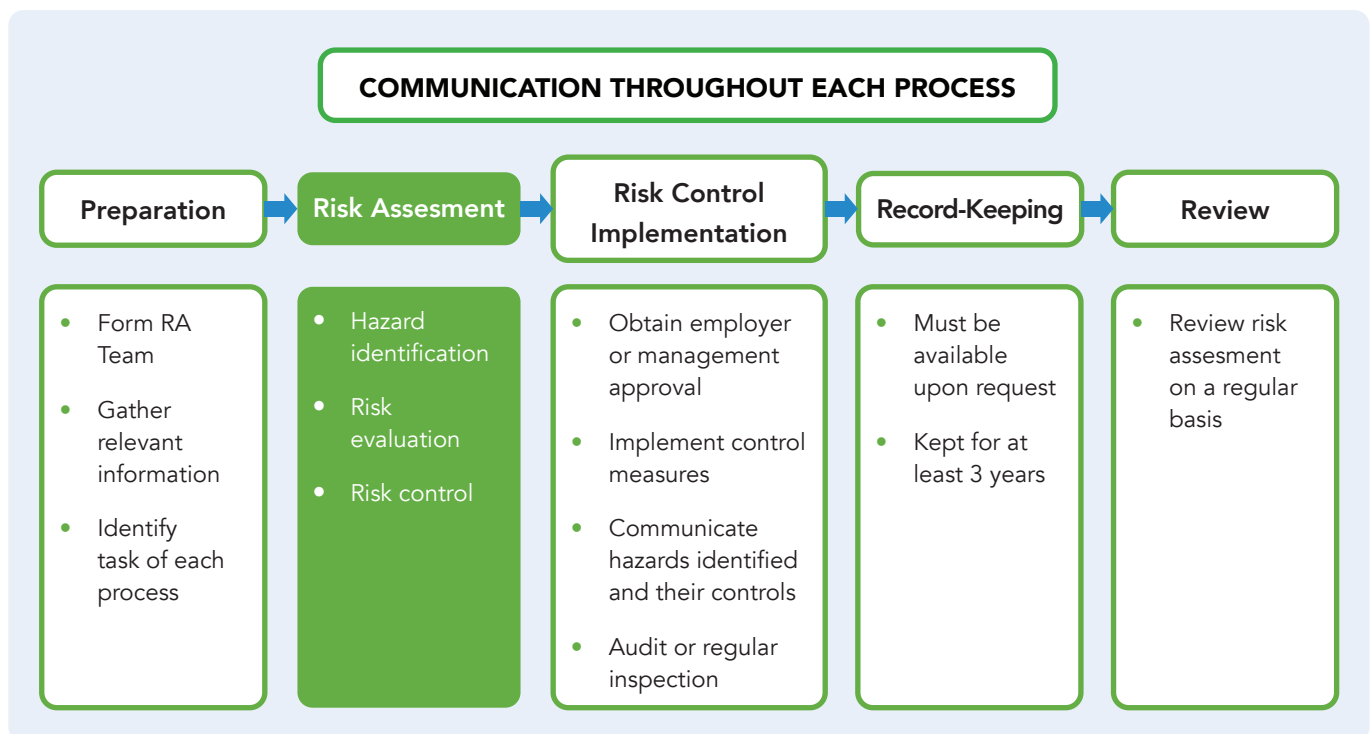 COMMUNICATION THROUGHOUT EACH PROCESS
Preparation
Risk Assesment
Risk Control
Implementation
Record-Keeping
Review
• Form RA
Team
• Gather
relevant
information
• Identify
task of each
process
• Hazard
identification
• Risk
evaluation
• Risk control
• Obtain employer
or management
approval
• Implement control
measures
• Communicate
hazards identified
and their controls
• Audit or regular
inspection
• Must be
available
upon request
• Kept for at
least 3 years
• Review risk
assesment
on a regular
basis